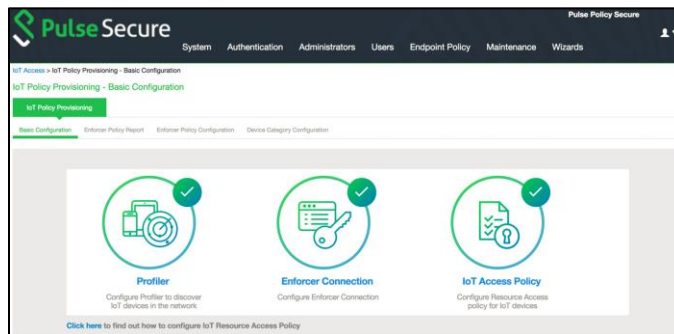 Pulse Secure
Pulse Policy Secure
System Authentication Administrators Users Endpoint Policy Maintenance Wizards
IoT Access > IoT Policy Provisioning - Basic Configuration
IoT Policy Provisioning - Basic Configuration
IoT Policy Provisioning
Basic Configuration Enforcer Policy Report Enforcer Policy Configuration Device Category Configuration
Profiler Enforcer Connection IoT Access Policy
Configure Profiler to discover Configure Enforcer Connection Configure Resource Access
IoT devices in the network policy for IoT devices
Click here to find out how to configure IoT Resource Access Policy